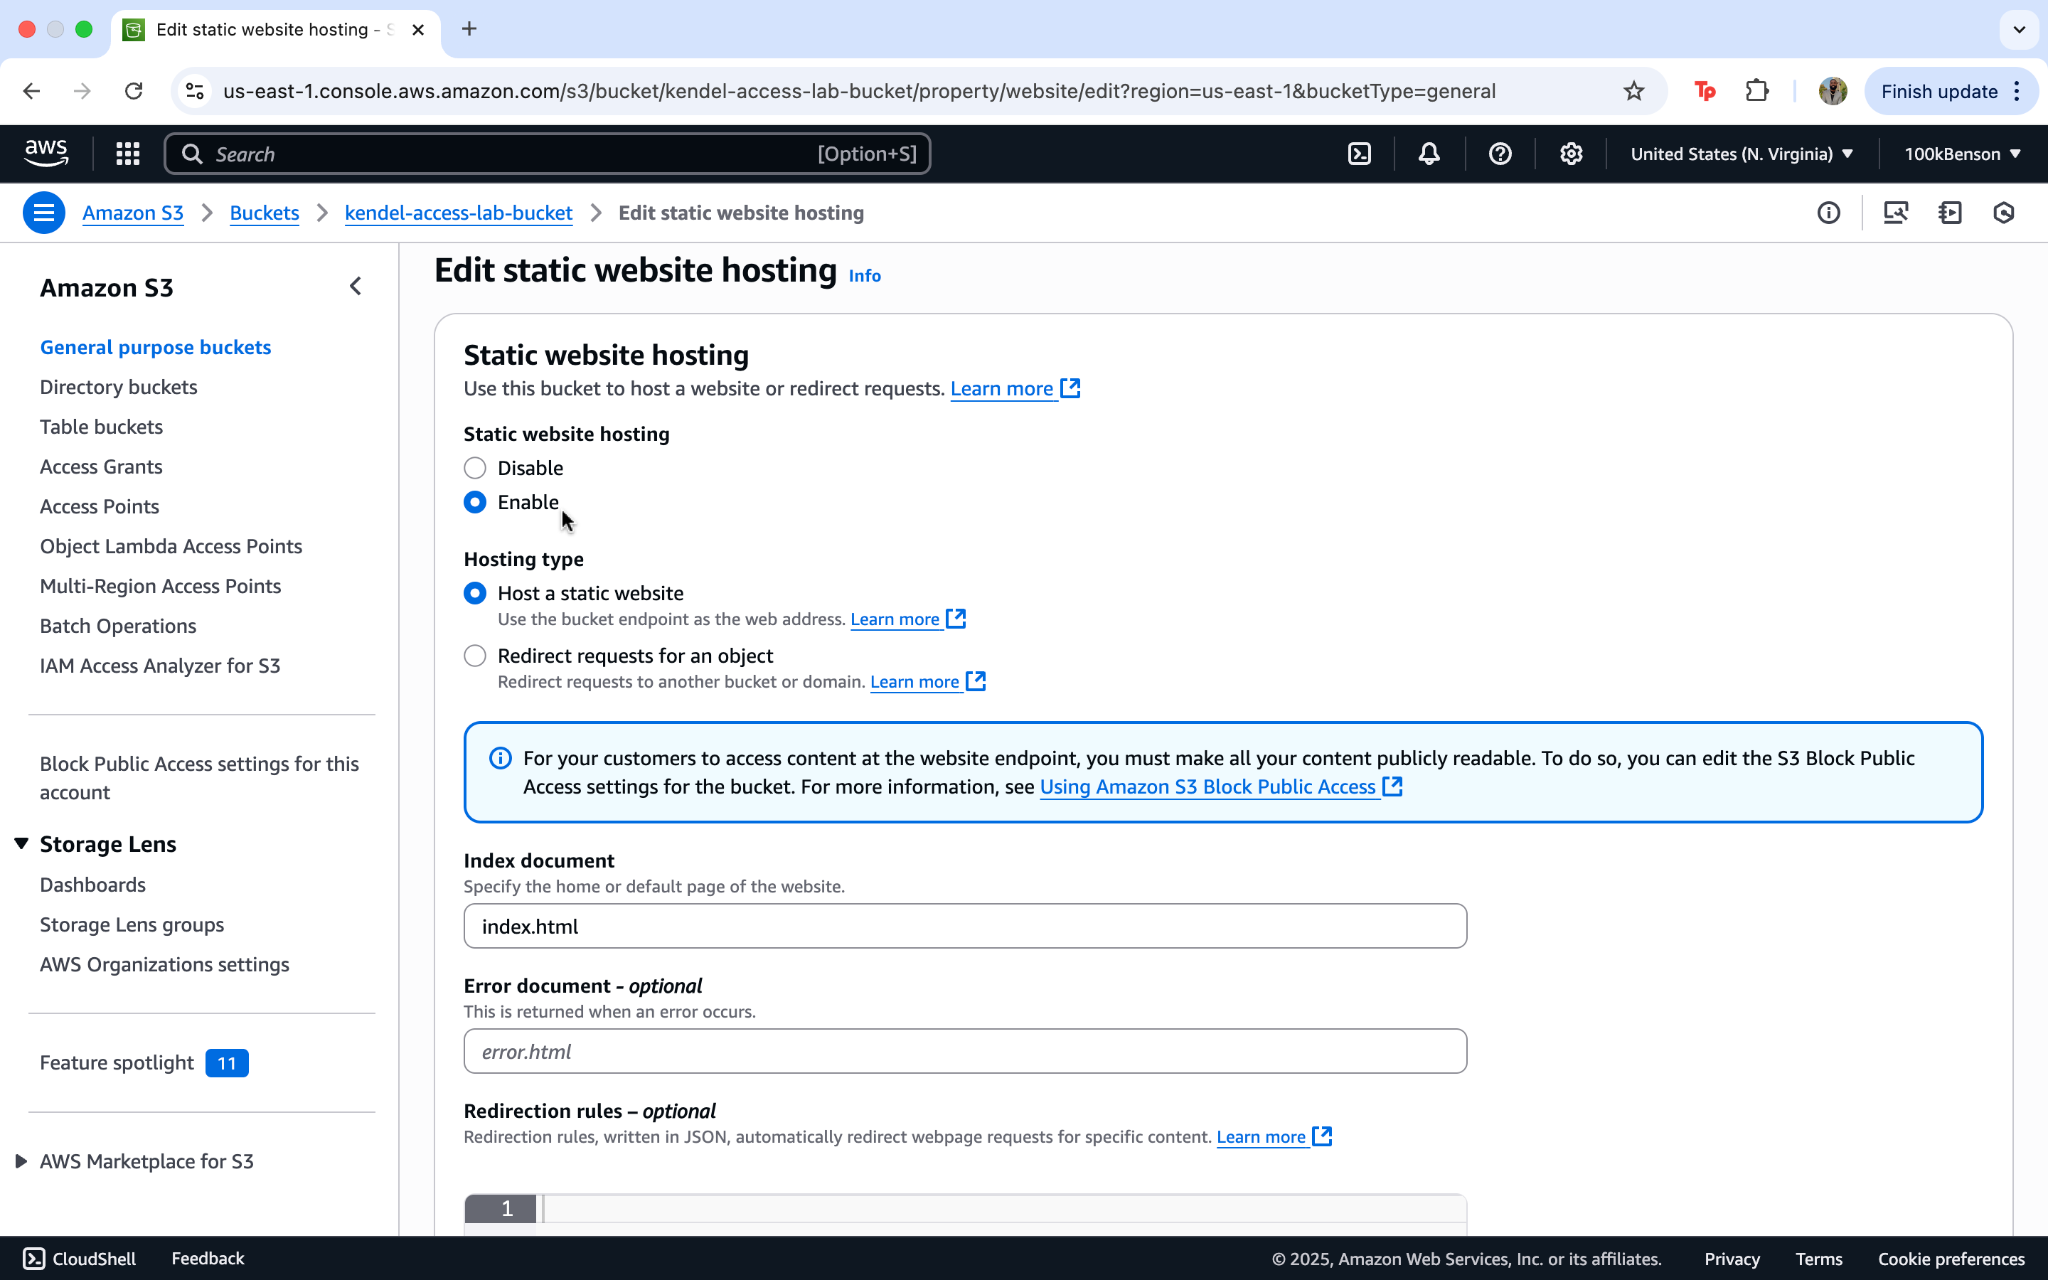 Edit static website hosting - S
us-east-1.console.aws.amazon.com/s3/bucket/kendel-access-lab-bucket/property/website/edit?region=us-east-1&bucketType=general
Tp
Finish update
aws
Search
[Option+S]
United States (N. Virginia)
100kBenson
Amazon S3
Buckets
kendel-access-lab-bucket
Edit static website hosting
Amazon S3
General purpose buckets
Directory buckets
Table buckets
Access Grants
Access Points
Object Lambda Access Points
Multi-Region Access Points
Batch Operations
IAM Access Analyzer for S3
Block Public Access settings for this
account
Storage Lens
Dashboards
Storage Lens groups
AWS Organizations settings
Feature spotlight 11
AWS Marketplace for S3
Edit static website hosting Info
Static website hosting
Use this bucket to host a website or redirect requests. Learn more
Static website hosting
Disable
Enable
Hosting type
Host a static website
Use the bucket endpoint as the web address. Learn more
Redirect requests for an object
Redirect requests to another bucket or domain. Learn more
For your customers to access content at the website endpoint, you must make all your content publicly readable. To do so, you can edit the S3 Block Public
Access settings for the bucket. For more information, see Using Amazon S3 Block Public Access
Index document
Specify the home or default page of the website.
index.html
Error document - optional
This is returned when an error occurs.
error.html
Redirection rules – optional
Redirection rules, written in JSON, automatically redirect webpage requests for specific content. Learn more
1
CloudShell
Feedback
© 2025, Amazon Web Services, Inc. or its affiliates.
Privacy
Terms
Cookie preferences